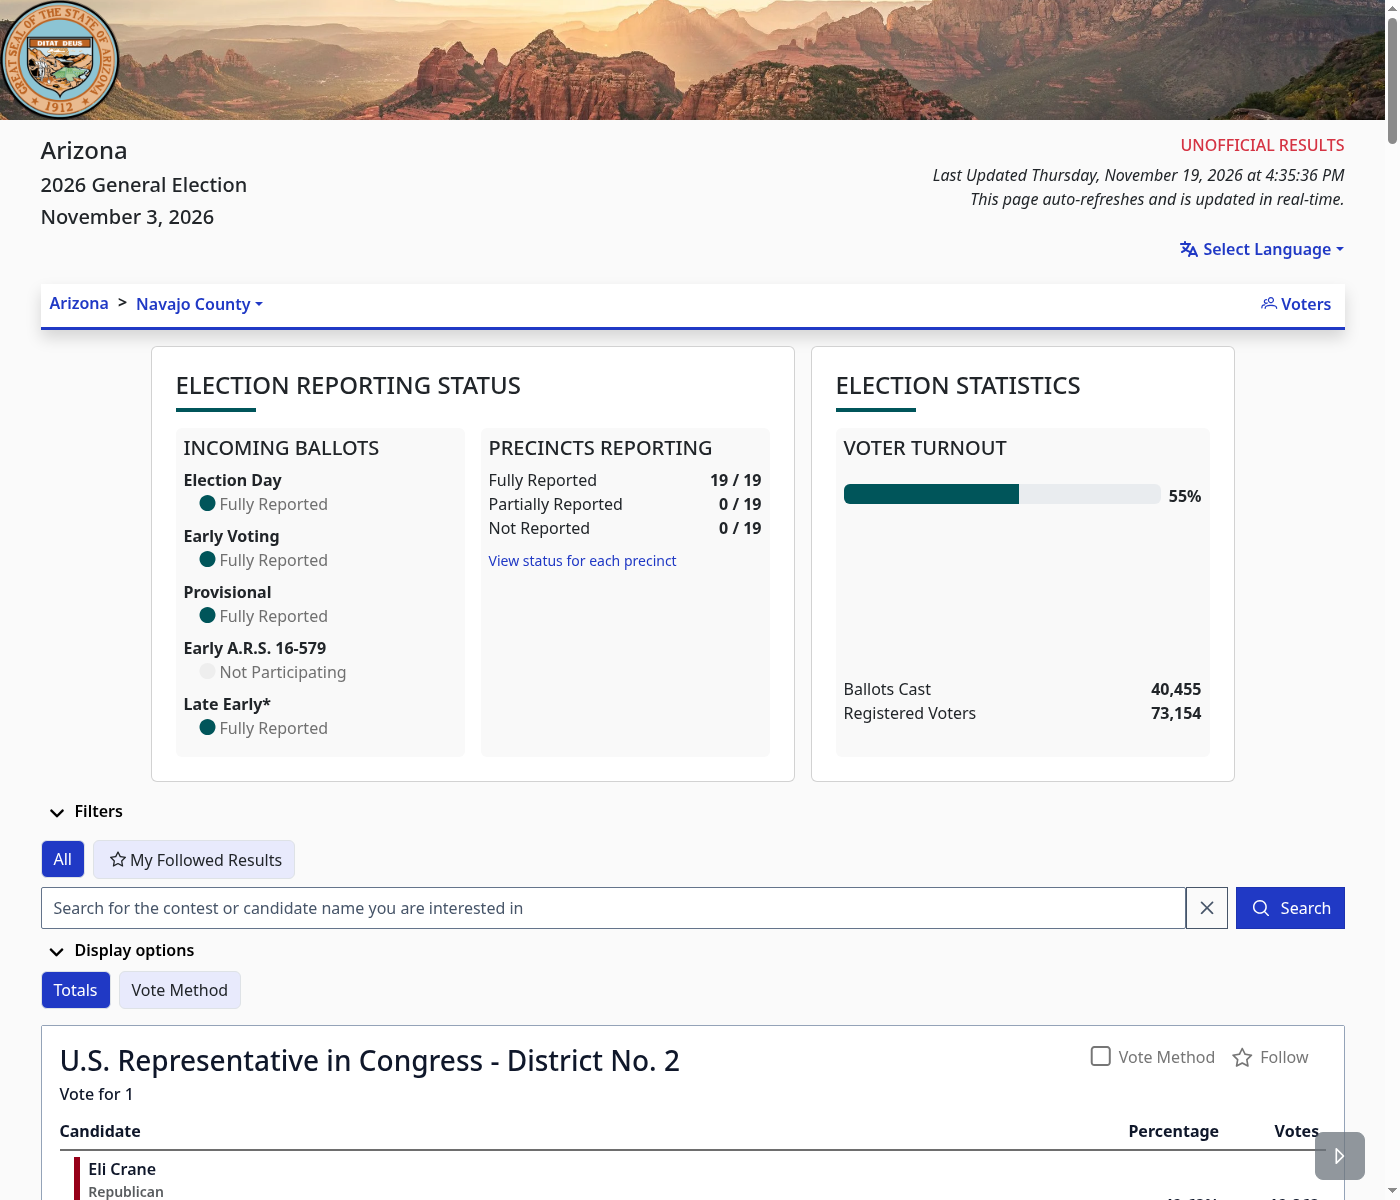 GREAT SEAL OF THE STATE OF ARIZONA
DITAT DEUS
1912
Arizona
2026 General Election
November 3, 2026
UNOFFICIAL RESULTS
Last Updated Thursday, November 19, 2026 at 4:35:36 PM
This page auto-refreshes and is updated in real-time.
Select Language
Arizona > Navajo County
Voters
ELECTION REPORTING STATUS
INCOMING BALLOTS
Election Day
Fully Reported
Early Voting
Fully Reported
Provisional
Fully Reported
Early A.R.S. 16-579
Not Participating
Late Early*
Fully Reported
PRECINCTS REPORTING
Fully Reported 19 / 19
Partially Reported 0 / 19
Not Reported 0 / 19
View status for each precinct
ELECTION STATISTICS
VOTER TURNOUT
55%
Ballots Cast 40,455
Registered Voters 73,154
Filters
All My Followed Results
Search for the contest or candidate name you are interested in
Search
Display options
Totals Vote Method
U.S. Representative in Congress - District No. 2
Vote Method Follow
Vote for 1
Candidate Percentage Votes
Eli Crane
Republican